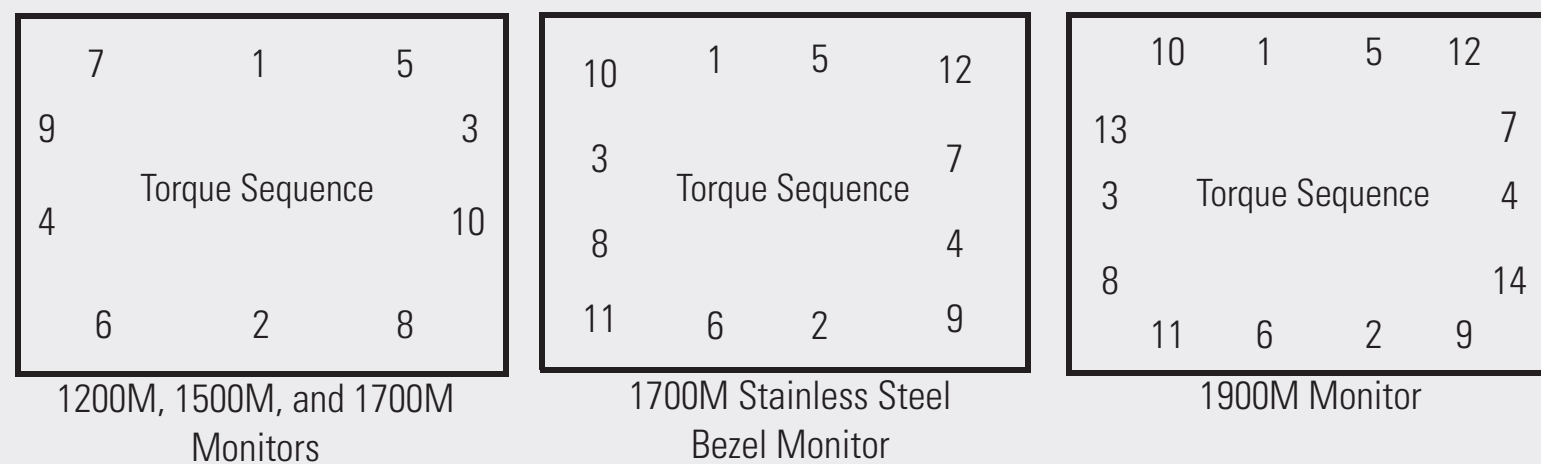 7 1 5
9 3
Torque Sequence
4 10
6 2 8
1200M, 1500M, and 1700M
Monitors
10 1 5 12
3 7
Torque Sequence
8 4
11 6 2 9
1700M Stainless Steel
Bezel Monitor
10 1 5 12
13 7
3 Torque Sequence 4
8 14
11 6 2 9
1900M Monitor